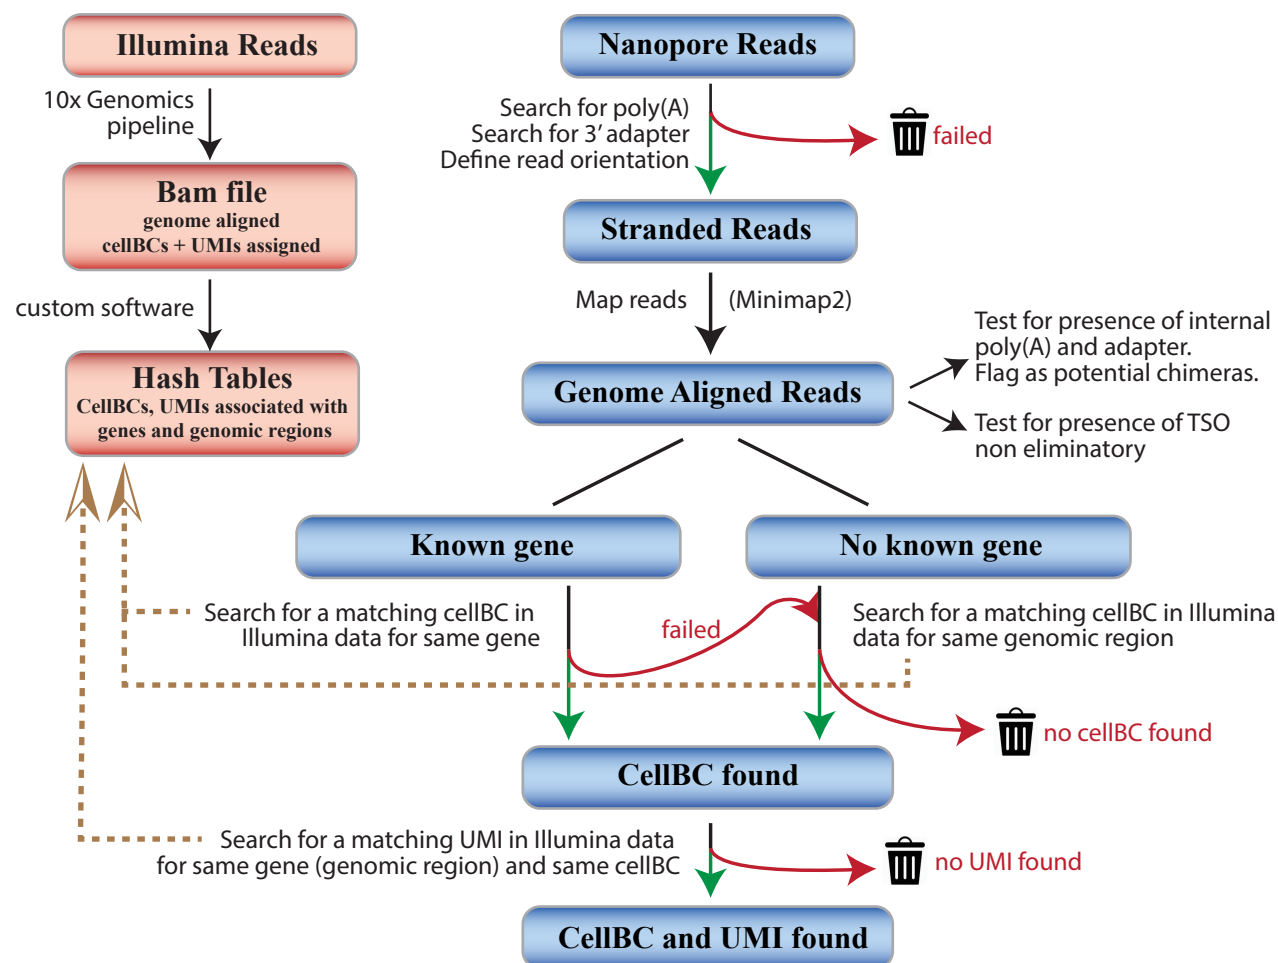 Illumina Reads
10x Genomics
pipeline
Bam file
genome aligned
cellBCs + UMIs assigned
custom software
Hash Tables
CellBCs, UMIs associated with
genes and genomic regions
Nanopore Reads
Search for poly(A)
Search for 3’ adapter
Define read orientation
failed
Stranded Reads
Map reads (Minimap2)
Genome Aligned Reads
Test for presence of internal
poly(A) and adapter.
Flag as potential chimeras.
Test for presence of TSO
non eliminatory
Known gene
No known gene
Search for a matching cellBC in
Illumina data for same gene
failed
Search for a matching cellBC in Illumina
data for same genomic region
no cellBC found
CellBC found
Search for a matching UMI in Illumina data
for same gene (genomic region) and same cellBC
no UMI found
CellBC and UMI found